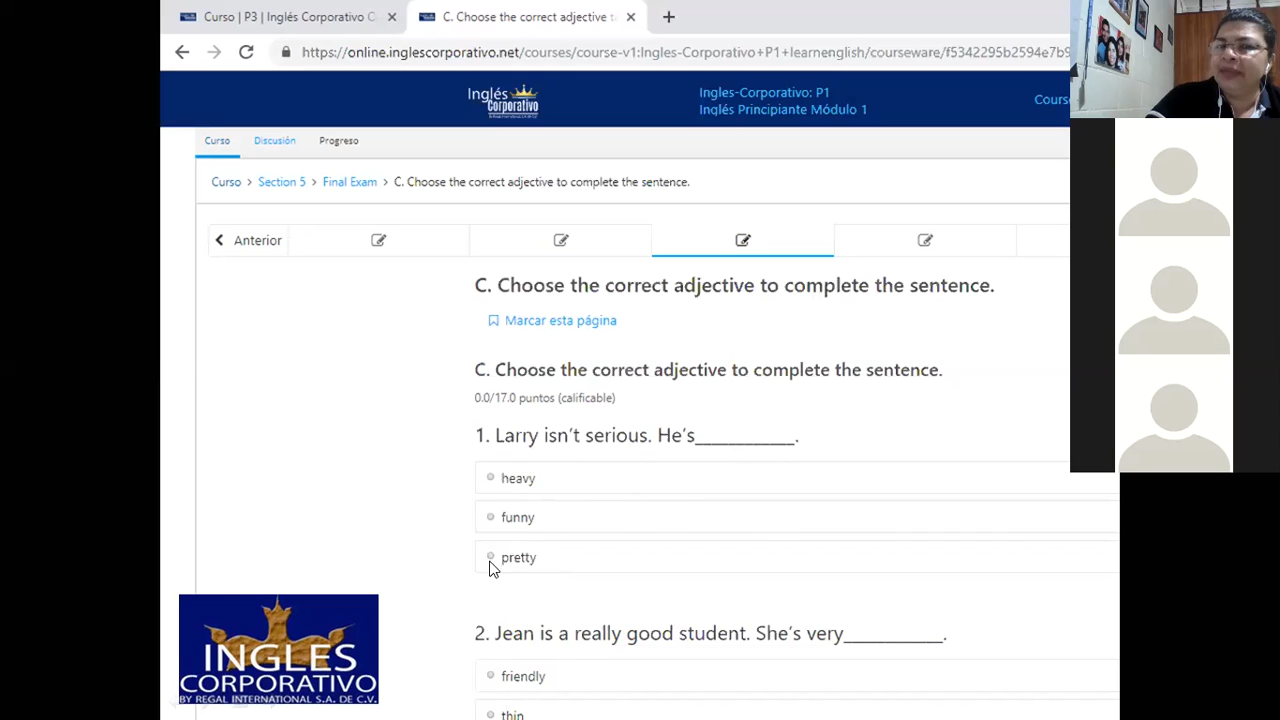 Curso | P3 | Inglés Corporativo C
C. Choose the correct adjective t
https://online.inglescorporativo.net/courses/course-v1:Ingles-Corporativo+P1+learnenglish/courseware/f5342295b2594e7b9
Inglés
Corporativo
Ingles-Corporativo: P1
Inglés Principiante Módulo 1
Cours
Curso
Discusión
Progreso
Curso > Section 5 > Final Exam > C. Choose the correct adjective to complete the sentence.
Anterior
C. Choose the correct adjective to complete the sentence.
Marcar esta página
C. Choose the correct adjective to complete the sentence.
0.0/17.0 puntos (calificable)
1. Larry isn't serious. He's___________.
heavy
funny
pretty
2. Jean is a really good student. She's very___________.
friendly
thin
INGLES
CORPORATIVO
BY REGAL INTERNATIONAL S.A. DE C.V.